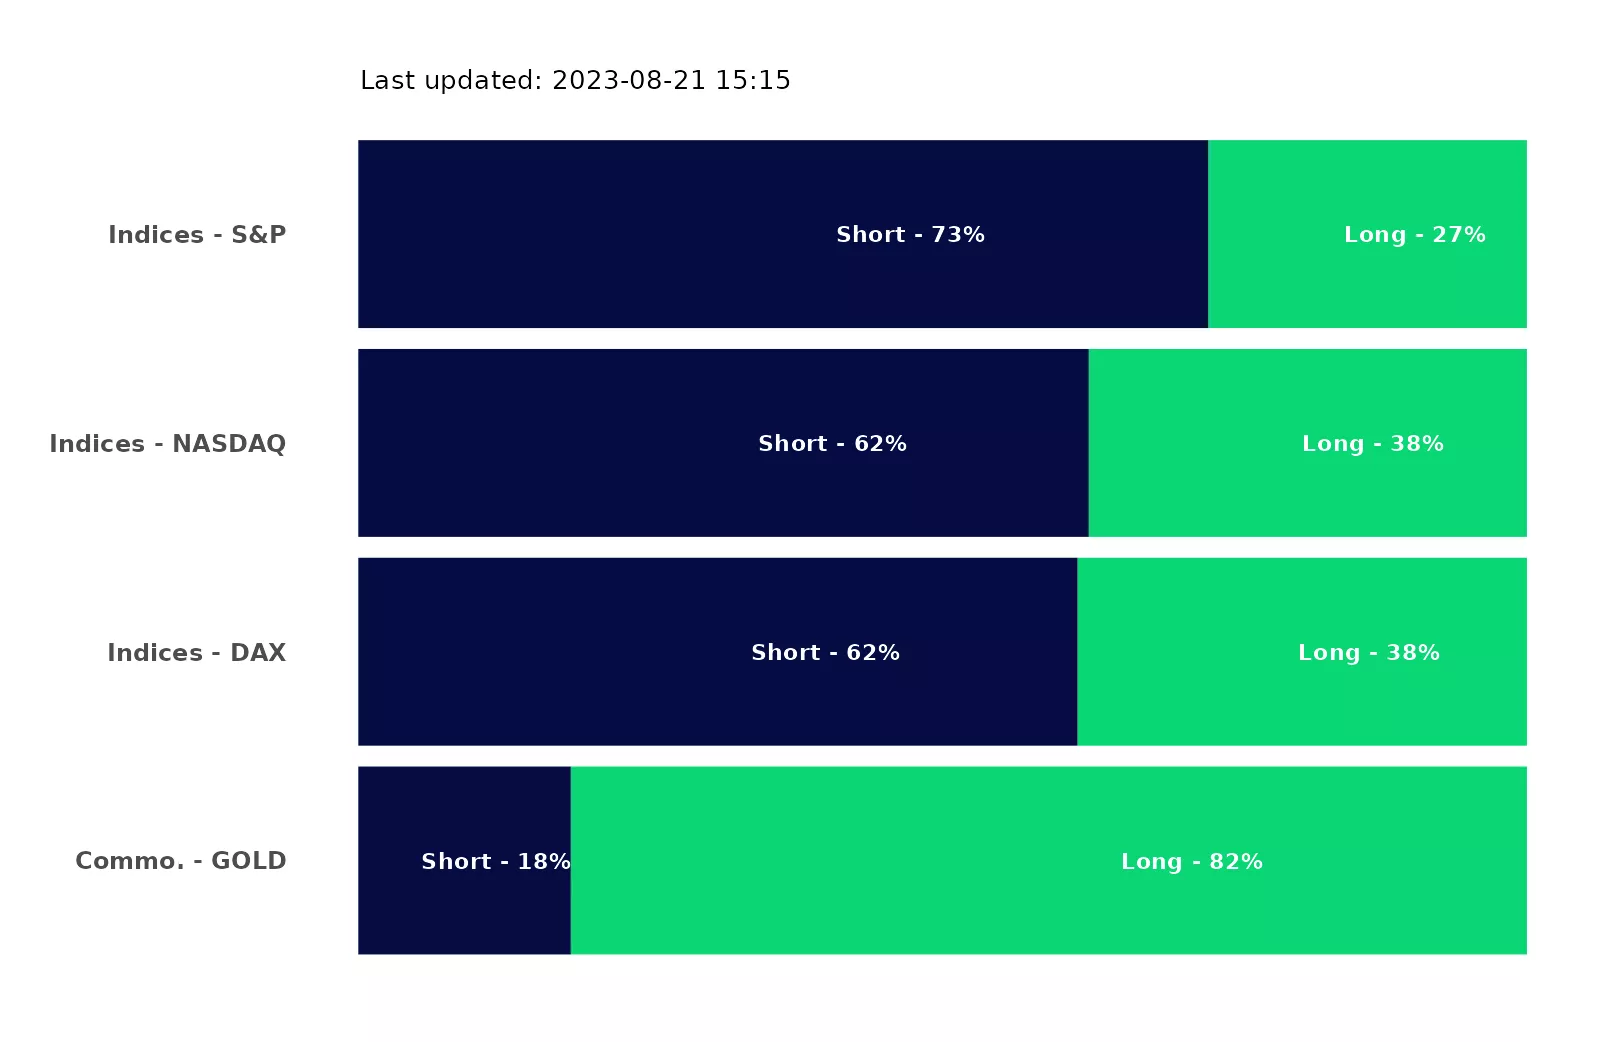 Last updated: 2023-08-21 15:15
Indices - S&P Short - 73% Long - 27%
Indices - NASDAQ Short - 62% Long - 38%
Indices - DAX Short - 62% Long - 38%
Commo. - GOLD Short - 18% Long - 82%